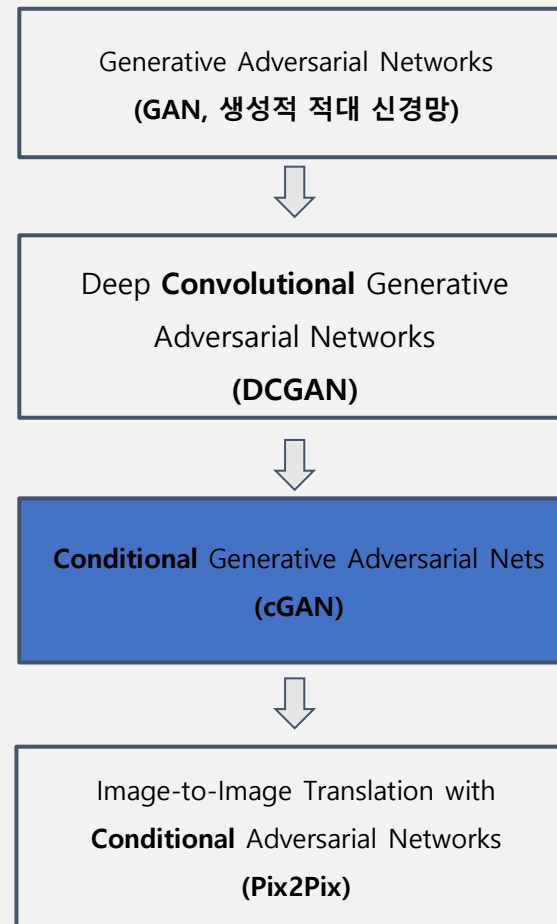 Generative Adversarial Networks
(GAN, 생성적 적대 신경망)
Deep Convolutional Generative
Adversarial Networks
(DCGAN)
Conditional Generative Adversarial Nets
(cGAN)
Image-to-Image Translation with
Conditional Adversarial Networks
(Pix2Pix)